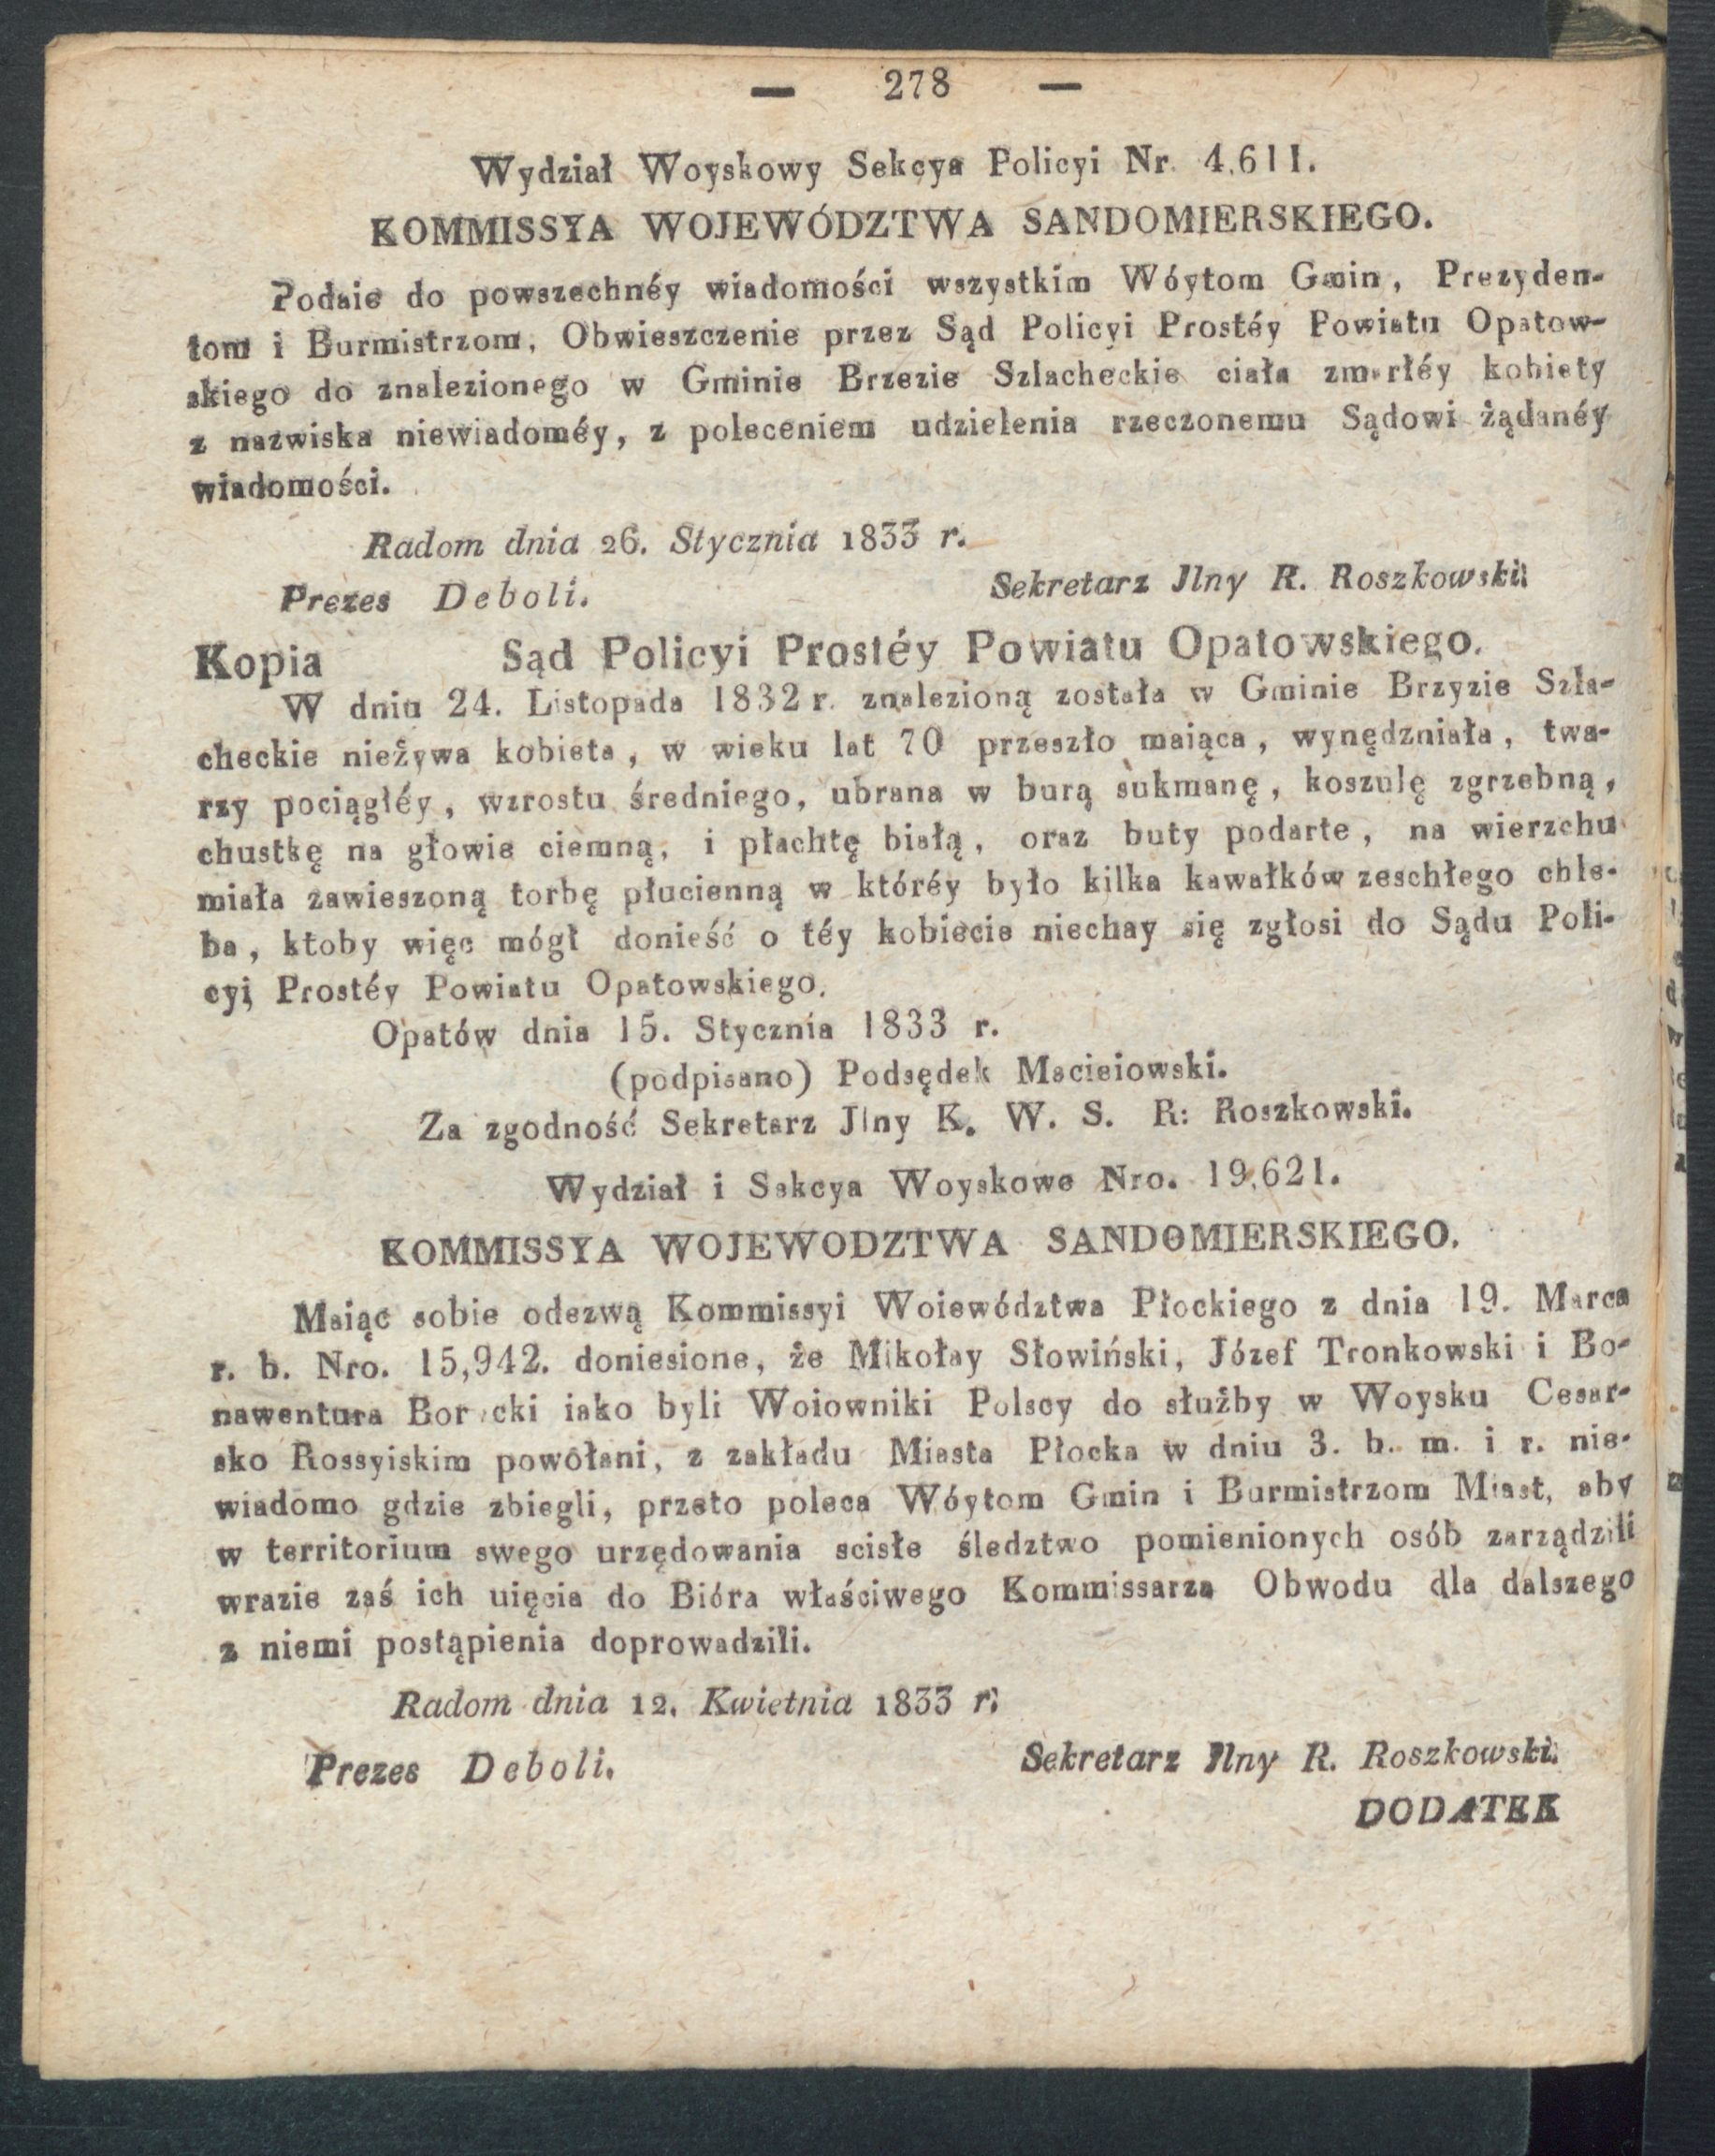 — 278 —
Wydział Woyskowy Sekcya Policyi Nr. 4,611.
KOMMISSYA WOJEWÓDZTWA SANDOMIERSKIEGO.
Podaie do powszechnéy wiadomości wszystkim Wóytom Gmin, Prezyden-
tom i Burmistrzom, Obwieszczenie przez Sąd Policyi Prostéy Powiatu Opatow-
skiego do znalezionego w Gminie Brzezie Szlacheckie ciała zmarłéy kobiety
z nazwiska niewiadoméy, z poleceniem udzielenia rzeczonemu Sądowi żądanéy
wiadomości.
Radom dnia 26. Stycznia 1833 r.
Prezes Deboli. Sekretarz Jlny R. Roszkowski
Kopia Sąd Policyi Prostéy Powiatu Opatowskiego.
W dniu 24. Listopada 1832 r. znalezioną została w Gminie Brzyzie Szla-
checkie nieżywa kobieta, w wieku lat 70 przeszło maiąca, wynędzniała, twa-
rzy pociągłéy, wzrostu średniego, ubrana w burą sukmanę, koszulę zgrzebną,
chustkę na głowie ciemną, i płachtę białą, oraz buty podarte, na wierzchu
miała zawieszoną torbę płucienną w któréy było kilka kawałków zeschłego chle-
ba, ktoby więc mógł donieść o téy kobiecie niechay się zgłosi do Sądu Poli-
cyi Prostéy Powiatu Opatowskiego.
Opatów dnia 15. Stycznia 1833 r.
(podpisano) Podsędek Macieiowski.
Za zgodność Sekretarz Jlny K. W. S. R: Roszkowski.
Wydział i Sekcya Woyskowe Nro. 19,621.
KOMMISSYA WOJEWODZTWA SANDOMIERSKIEGO.
Maiąc sobie odezwą Kommissyi Woiewództwa Płockiego z dnia 19. Marca
r. b. Nro. 15,942. doniesione, że Mikołay Słowiński, Józef Tronkowski i Bo-
nawentura iako byli Woiowniki Polscy do służby w Woysku Cesar-
sko Rossyiskim powołani, z zakładu Miasta Płocka w dniu 3. b. m. i r. nie-
wiadomo gdzie zbiegli, przeto poleca Wóytom Gmin i Burmistrzom Miast, aby
w territorium swego urzędowania scisłe śledztwo pomienionych osób zarządzili
wrazie zaś ich uięcia do Bióra właściwego Kommissarza Obwodu dla dalszego
z niemi postąpienia doprowadzili.
Radom dnia 12. Kwietnia 1833 r.
Prezes Deboli. Sekretarz Jlny R. Roszkowski.
DODATEK